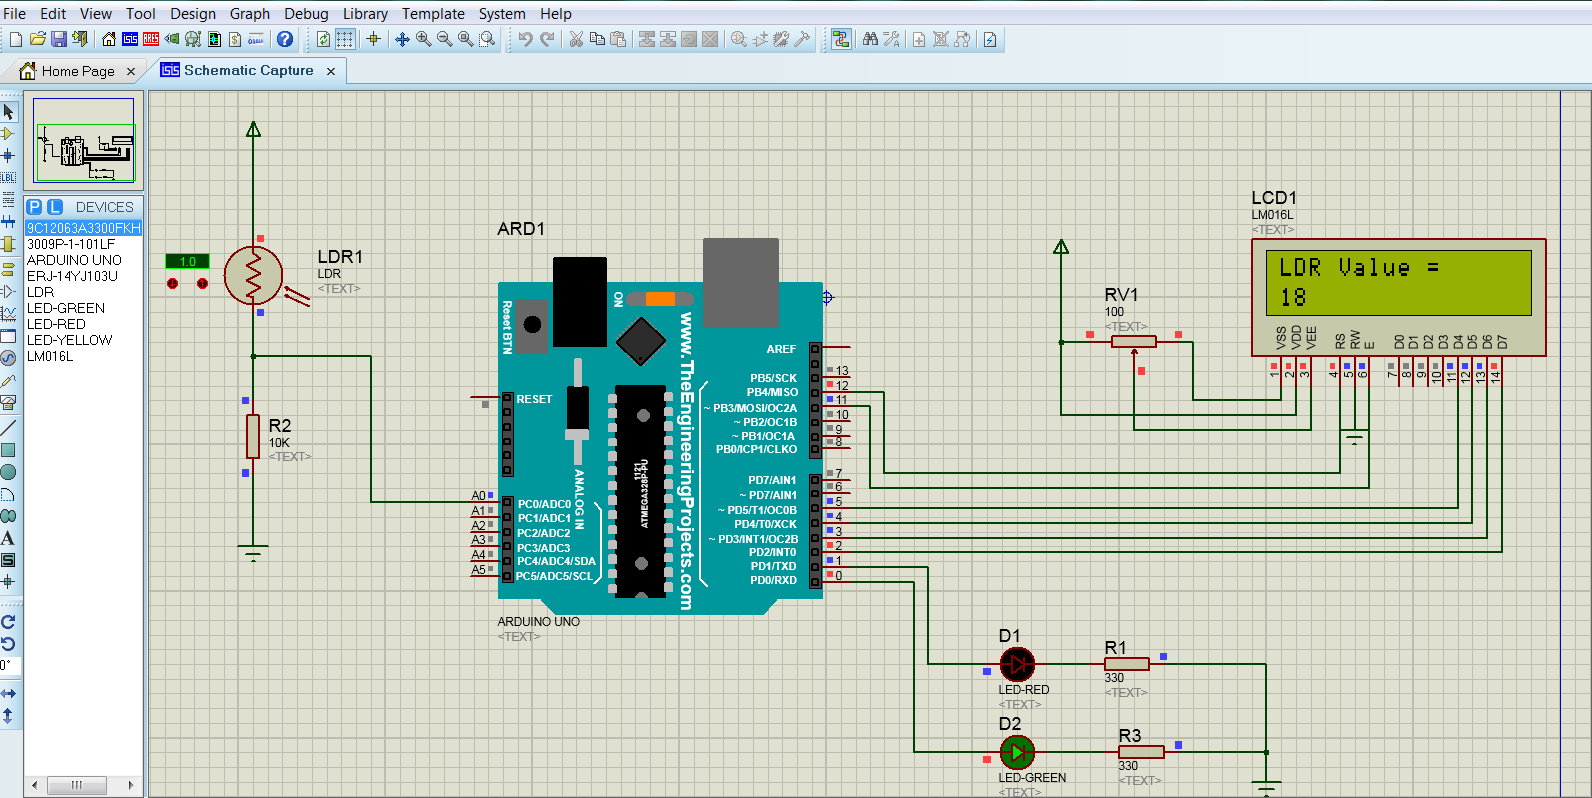 File Edit View Tool Design Graph Debug Library Template System Help
Home Page
Schematic Capture
P L DEVICES
9C12063A3300FKH
3009P-1-101LF
ARDUINO UNO
ERJ-14YJ103U
LDR
LED-GREEN
LED-RED
LED-YELLOW
LM016L
LBL
A
S
0°
1.0
LDR1
LDR
<TEXT>
R2
10K
<TEXT>
ARD1
Reset BTN
ON
www.TheEngineeringProjects.com
ANALOG IN
1121
ATMEGA328P-PU
RESET
A0 PC0/ADC0
A1 PC1/ADC1
A2 PC2/ADC2
A3 PC3/ADC3
A4 PC4/ADC4/SDA
A5 PC5/ADC5/SCL
AREF
PB5/SCK 13
PB4/MISO 12
~ PB3/MOSI/OC2A 11
~ PB2/OC1B 10
~ PB1/OC1A 9
PB0/ICP1/CLKO 8
PD7/AIN1 7
~ PD7/AIN1 6
~ PD5/T1/OC0B 5
PD4/T0/XCK 4
~ PD3/INT1/OC2B 3
PD2/INT0 2
PD1/TXD 1
PD0/RXD 0
ARDUINO UNO
<TEXT>
RV1
100
<TEXT>
LCD1
LM016L
<TEXT>
LDR Value =
18
VSS VDD VEE RS RW E D0 D1 D2 D3 D4 D5 D6 D7
1 2 3 4 5 6 7 8 9 10 11 12 13 14
D1
LED-RED
<TEXT>
R1
330
<TEXT>
D2
LED-GREEN
<TEXT>
R3
330
<TEXT>